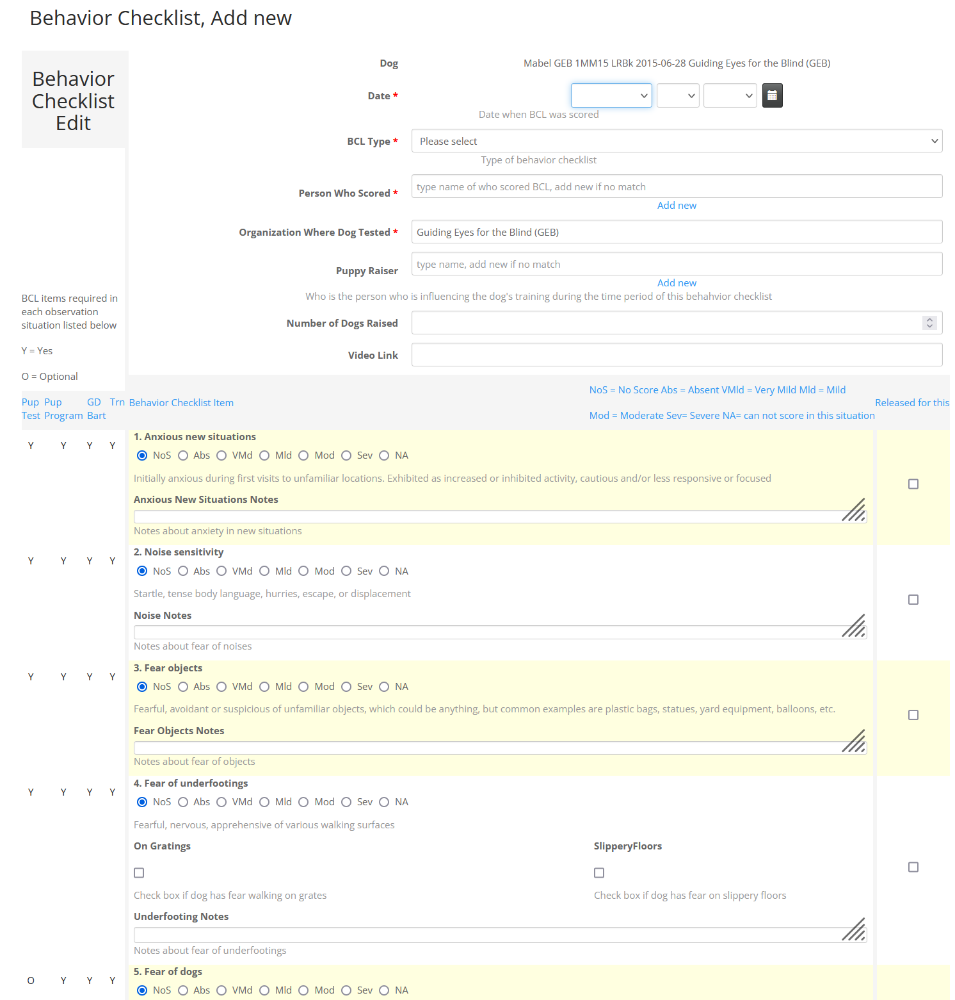 Behavior Checklist, Add new
Behavior
Checklist
Edit
Dog
Mabel GEB 1MM15 LRBk 2015-06-28 Guiding Eyes for the Blind (GEB)
Date *
Date when BCL was scored
BCL Type *
Please select
Type of behavior checklist
Person Who Scored *
type name of who scored BCL, add new if no match
Add new
Organization Where Dog Tested *
Guiding Eyes for the Blind (GEB)
Puppy Raiser
type name, add new if no match
Add new
Who is the person who is influencing the dog's training during the time period of this behahvior checklist
Number of Dogs Raised
Video Link
BCL items required in
each observation
situation listed below
Y = Yes
O = Optional
Pup Pup GD Trn
Test Program Bart
Behavior Checklist Item
NoS = No Score Abs = Absent VMld = Very Mild Mld = Mild
Mod = Moderate Sev= Severe NA= can not score in this situation
Released for this
Y Y Y Y
1. Anxious new situations
NoS Abs VMd Mld Mod Sev NA
Initially anxious during first visits to unfamiliar locations. Exhibited as increased or inhibited activity, cautious and/or less responsive or focused
Anxious New Situations Notes
Notes about anxiety in new situations
Y Y Y Y
2. Noise sensitivity
NoS Abs VMd Mld Mod Sev NA
Startle, tense body language, hurries, escape, or displacement
Noise Notes
Notes about fear of noises
Y Y Y Y
3. Fear objects
NoS Abs VMd Mld Mod Sev NA
Fearful, avoidant or suspicious of unfamiliar objects, which could be anything, but common examples are plastic bags, statues, yard equipment, balloons, etc.
Fear Objects Notes
Notes about fear of objects
Y Y Y Y
4. Fear of underfootings
NoS Abs VMd Mld Mod Sev NA
Fearful, nervous, apprehensive of various walking surfaces
On Gratings
SlipperyFloors
Check box if dog has fear walking on grates
Check box if dog has fear on slippery floors
Underfooting Notes
Notes about fear of underfootings
O Y Y Y
5. Fear of dogs
NoS Abs VMd Mld Mod Sev NA